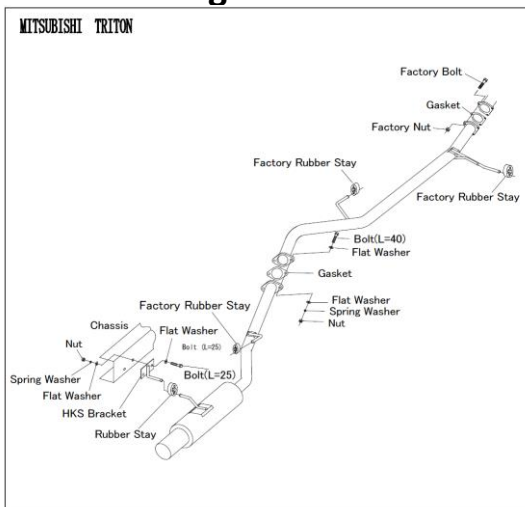 MITSUBISHI TRITON
Factory Bolt
Gasket
Factory Nut
Factory Rubber Stay
Factory Rubber Stay
Bolt(L=40)
Flat Washer
Gasket
Factory Rubber Stay
Flat Washer
Spring Washer
Nut
Chassis
Flat Washer
Nut
Bolt (L=25)
Spring Washer
Bolt(L=25)
Flat Washer
HKS Bracket
Rubber Stay